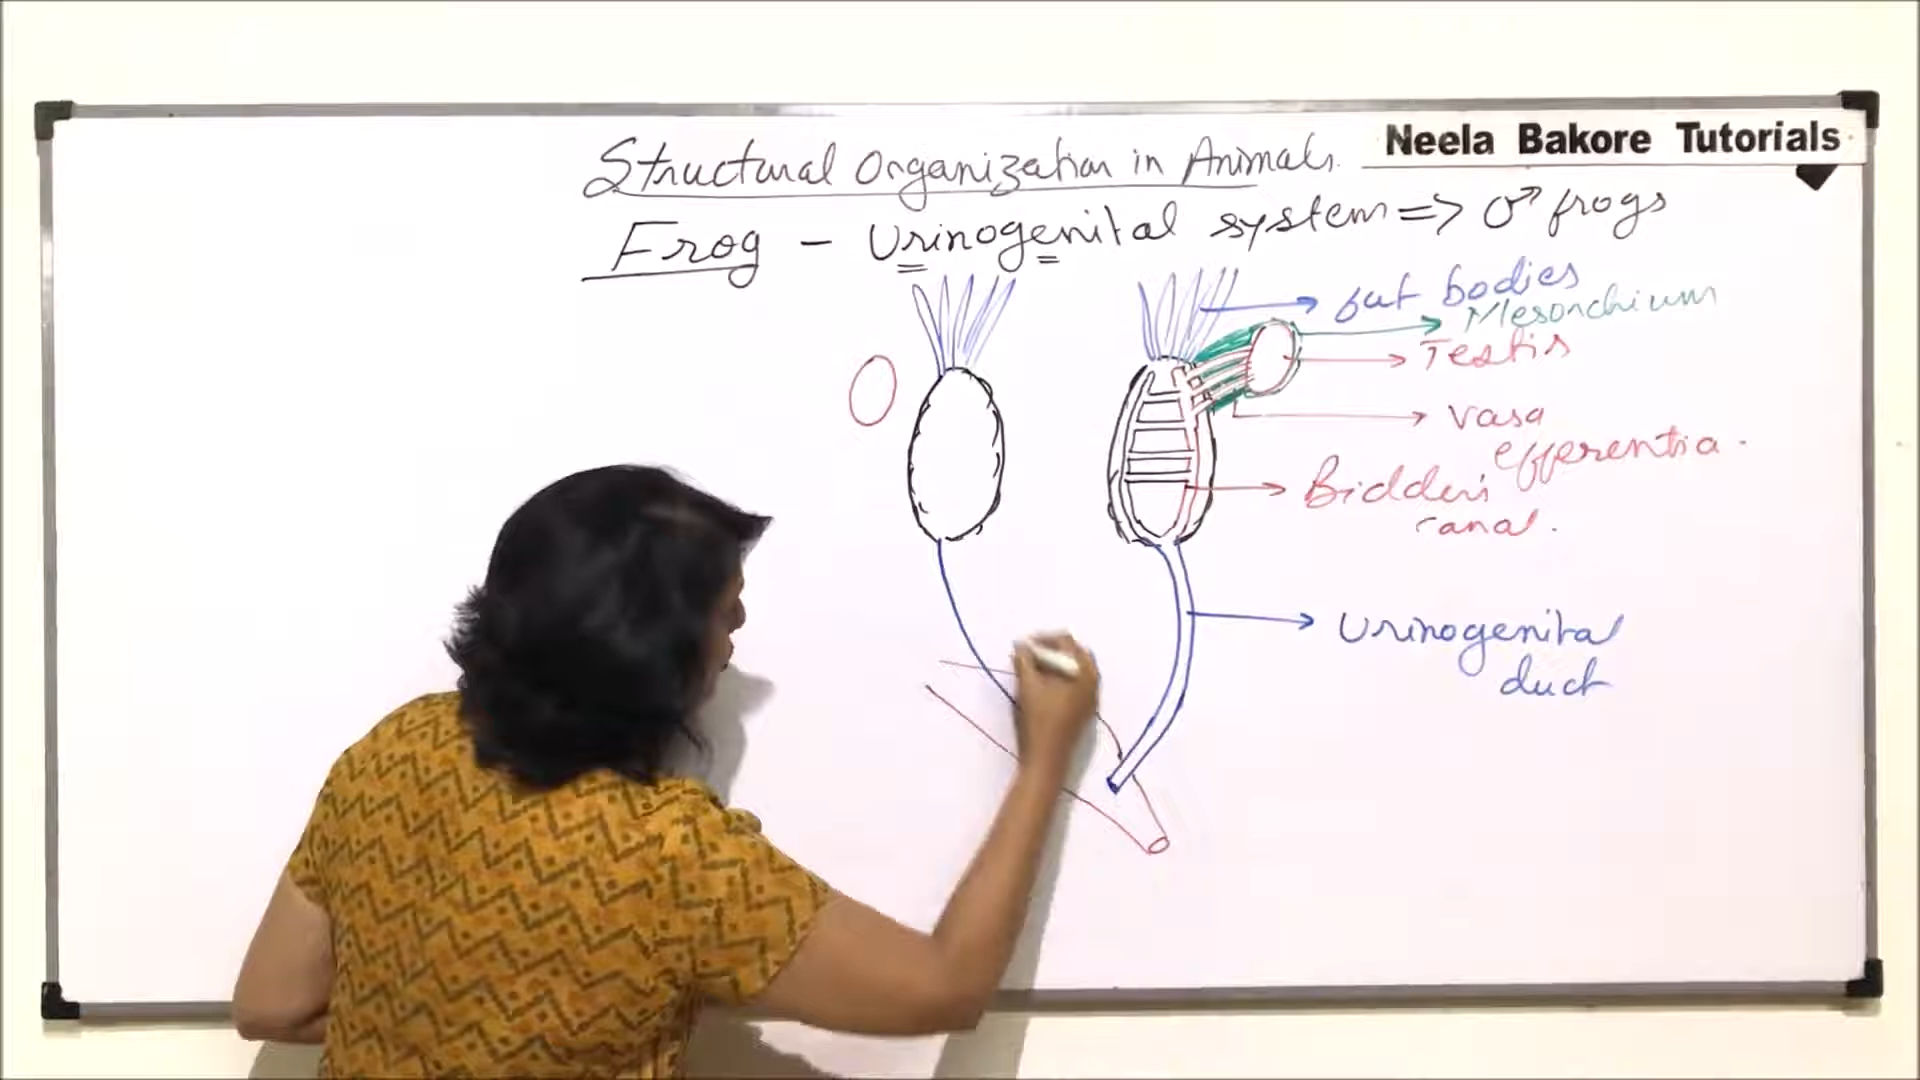 Neela Bakore Tutorials
Structural Organization in Animals.
Frog - Urinogenital system => ♂ frogs
fat bodies
Mesorchium
Testis
Vasa
efferentia.
Bidder's
canal.
Urinogenital
duct